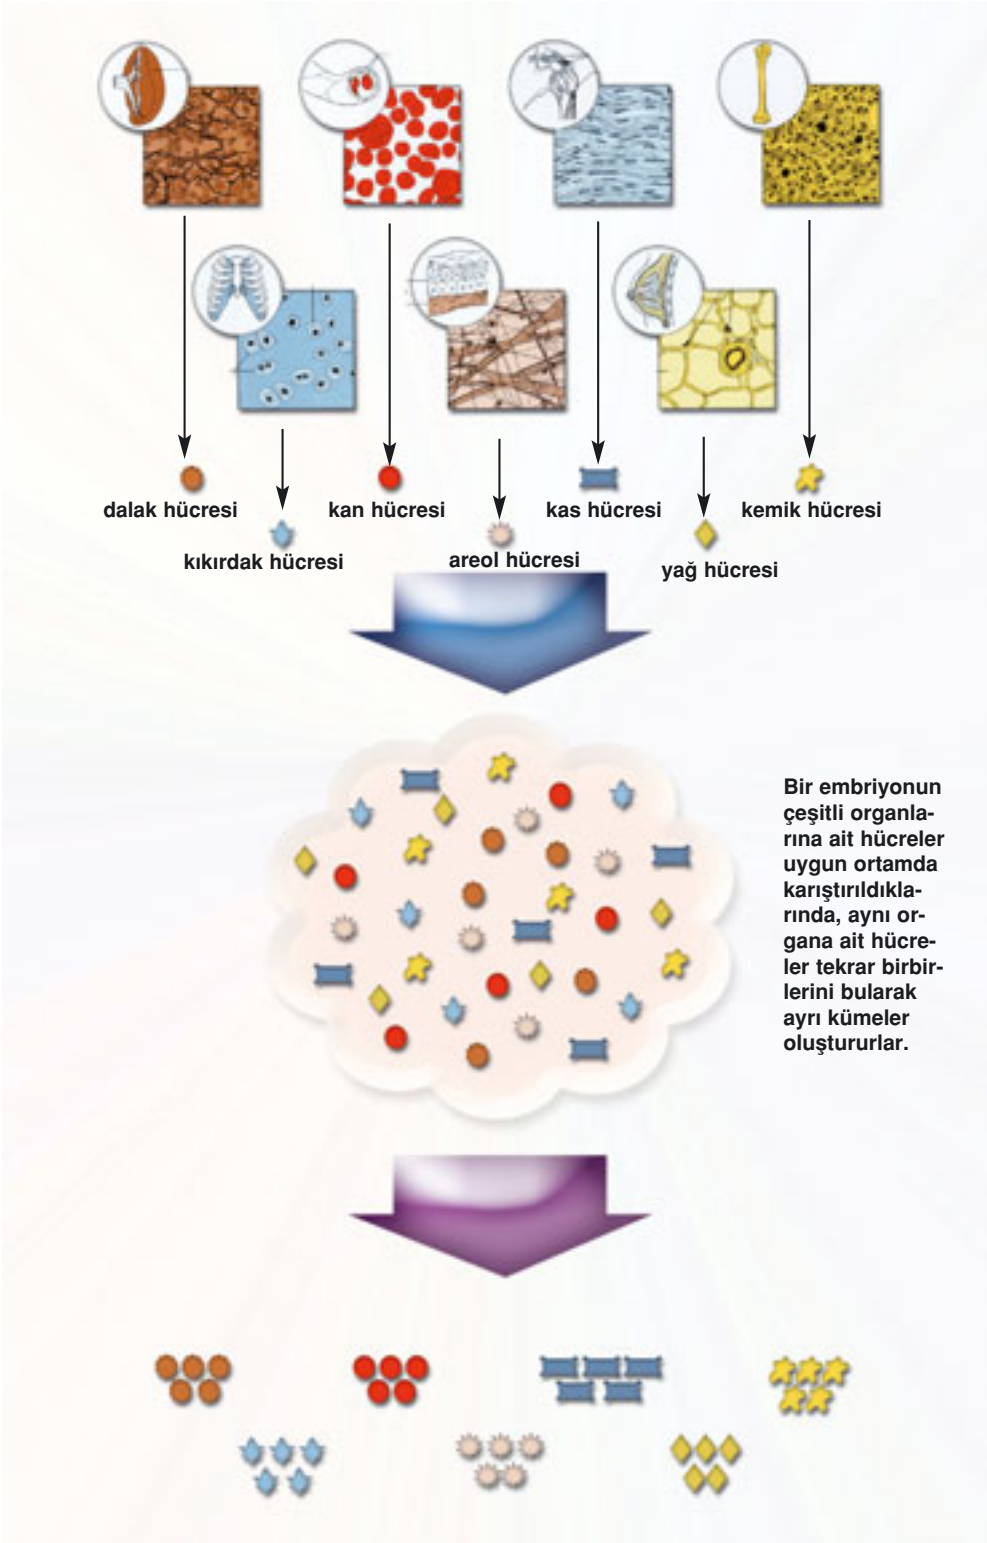 dalak hücresi
kan hücresi
kas hücresi
kemik hücresi
kıkırdak hücresi
areol hücresi
yağ hücresi
Bir embriyonun
çeşitli organla-
rına ait hücreler
uygun ortamda
karıştırıldıkla-
rında, aynı or-
gana ait hücre-
ler tekrar birbir-
lerini bularak
ayrı kümeler
oluştururlar.